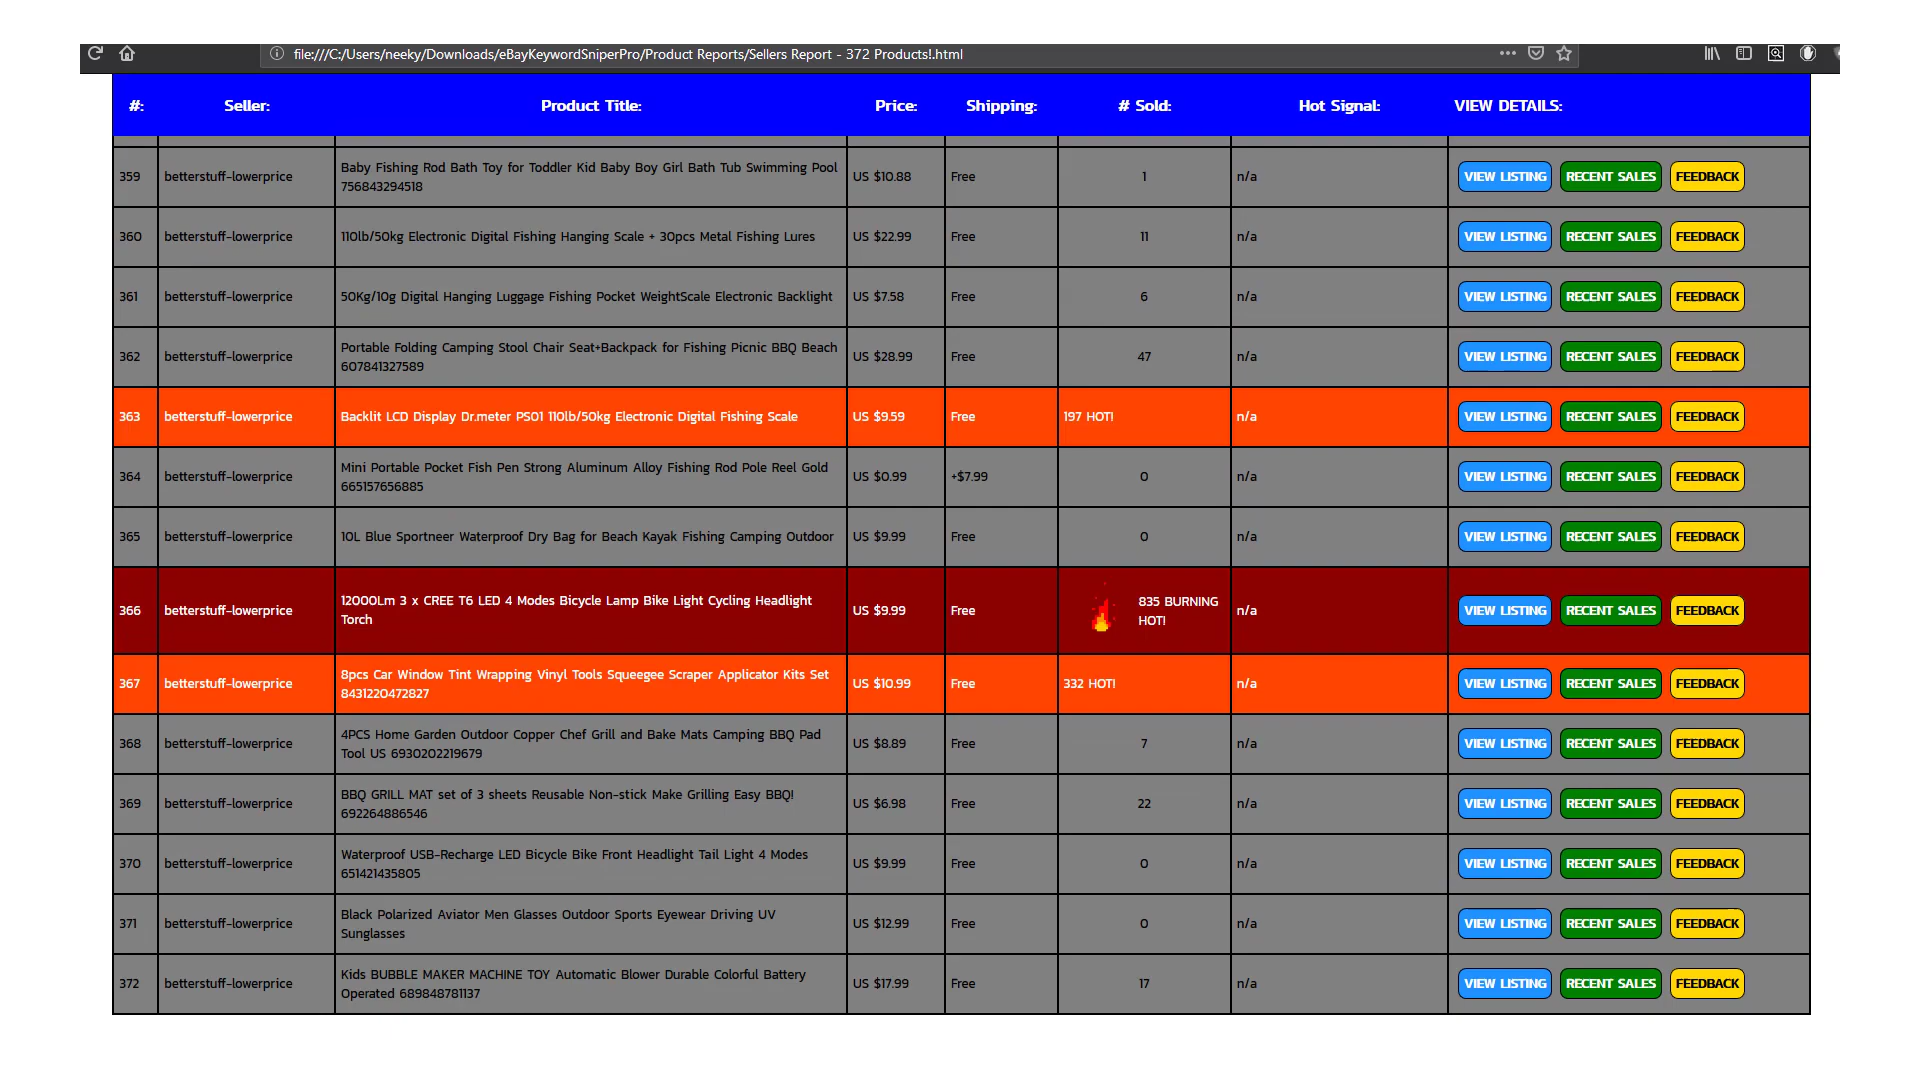 file:///C:/Users/neeky/Downloads/eBayKeywordSniperPro/Product Reports/Sellers Report - 372 Products!.html
#: Seller: Product Title: Price: Shipping: # Sold: Hot Signal: VIEW DETAILS:
359 betterstuff-lowerprice Baby Fishing Rod Bath Toy for Toddler Kid Baby Boy Girl Bath Tub Swimming Pool
756843294518 US $10.88 Free 1 n/a VIEW LISTING RECENT SALES FEEDBACK
360 betterstuff-lowerprice 110lb/50kg Electronic Digital Fishing Hanging Scale + 30pcs Metal Fishing Lures US $22.99 Free 11 n/a VIEW LISTING RECENT SALES FEEDBACK
361 betterstuff-lowerprice 50Kg/10g Digital Hanging Luggage Fishing Pocket WeightScale Electronic Backlight US $7.58 Free 6 n/a VIEW LISTING RECENT SALES FEEDBACK
362 betterstuff-lowerprice Portable Folding Camping Stool Chair Seat+Backpack for Fishing Picnic BBQ Beach
607841327589 US $28.99 Free 47 n/a VIEW LISTING RECENT SALES FEEDBACK
363 betterstuff-lowerprice Backlit LCD Display Dr.meter PS01 110lb/50kg Electronic Digital Fishing Scale US $9.59 Free 197 HOT! n/a VIEW LISTING RECENT SALES FEEDBACK
364 betterstuff-lowerprice Mini Portable Pocket Fish Pen Strong Aluminum Alloy Fishing Rod Pole Reel Gold
665157656885 US $0.99 +$7.99 0 n/a VIEW LISTING RECENT SALES FEEDBACK
365 betterstuff-lowerprice 10L Blue Sportneer Waterproof Dry Bag for Beach Kayak Fishing Camping Outdoor US $9.99 Free 0 n/a VIEW LISTING RECENT SALES FEEDBACK
366 betterstuff-lowerprice 12000Lm 3 x CREE T6 LED 4 Modes Bicycle Lamp Bike Light Cycling Headlight
Torch US $9.99 Free 835 BURNING
HOT! n/a VIEW LISTING RECENT SALES FEEDBACK
367 betterstuff-lowerprice 8pcs Car Window Tint Wrapping Vinyl Tools Squeegee Scraper Applicator Kits Set
8431220472827 US $10.99 Free 332 HOT! n/a VIEW LISTING RECENT SALES FEEDBACK
368 betterstuff-lowerprice 4PCS Home Garden Outdoor Copper Chef Grill and Bake Mats Camping BBQ Pad
Tool US 6930202219679 US $8.89 Free 7 n/a VIEW LISTING RECENT SALES FEEDBACK
369 betterstuff-lowerprice BBQ GRILL MAT set of 3 sheets Reusable Non-stick Make Grilling Easy BBQ!
692264886546 US $6.98 Free 22 n/a VIEW LISTING RECENT SALES FEEDBACK
370 betterstuff-lowerprice Waterproof USB-Recharge LED Bicycle Bike Front Headlight Tail Light 4 Modes
651421435805 US $9.99 Free 0 n/a VIEW LISTING RECENT SALES FEEDBACK
371 betterstuff-lowerprice Black Polarized Aviator Men Glasses Outdoor Sports Eyewear Driving UV
Sunglasses US $12.99 Free 0 n/a VIEW LISTING RECENT SALES FEEDBACK
372 betterstuff-lowerprice Kids BUBBLE MAKER MACHINE TOY Automatic Blower Durable Colorful Battery
Operated 689848781137 US $17.99 Free 17 n/a VIEW LISTING RECENT SALES FEEDBACK